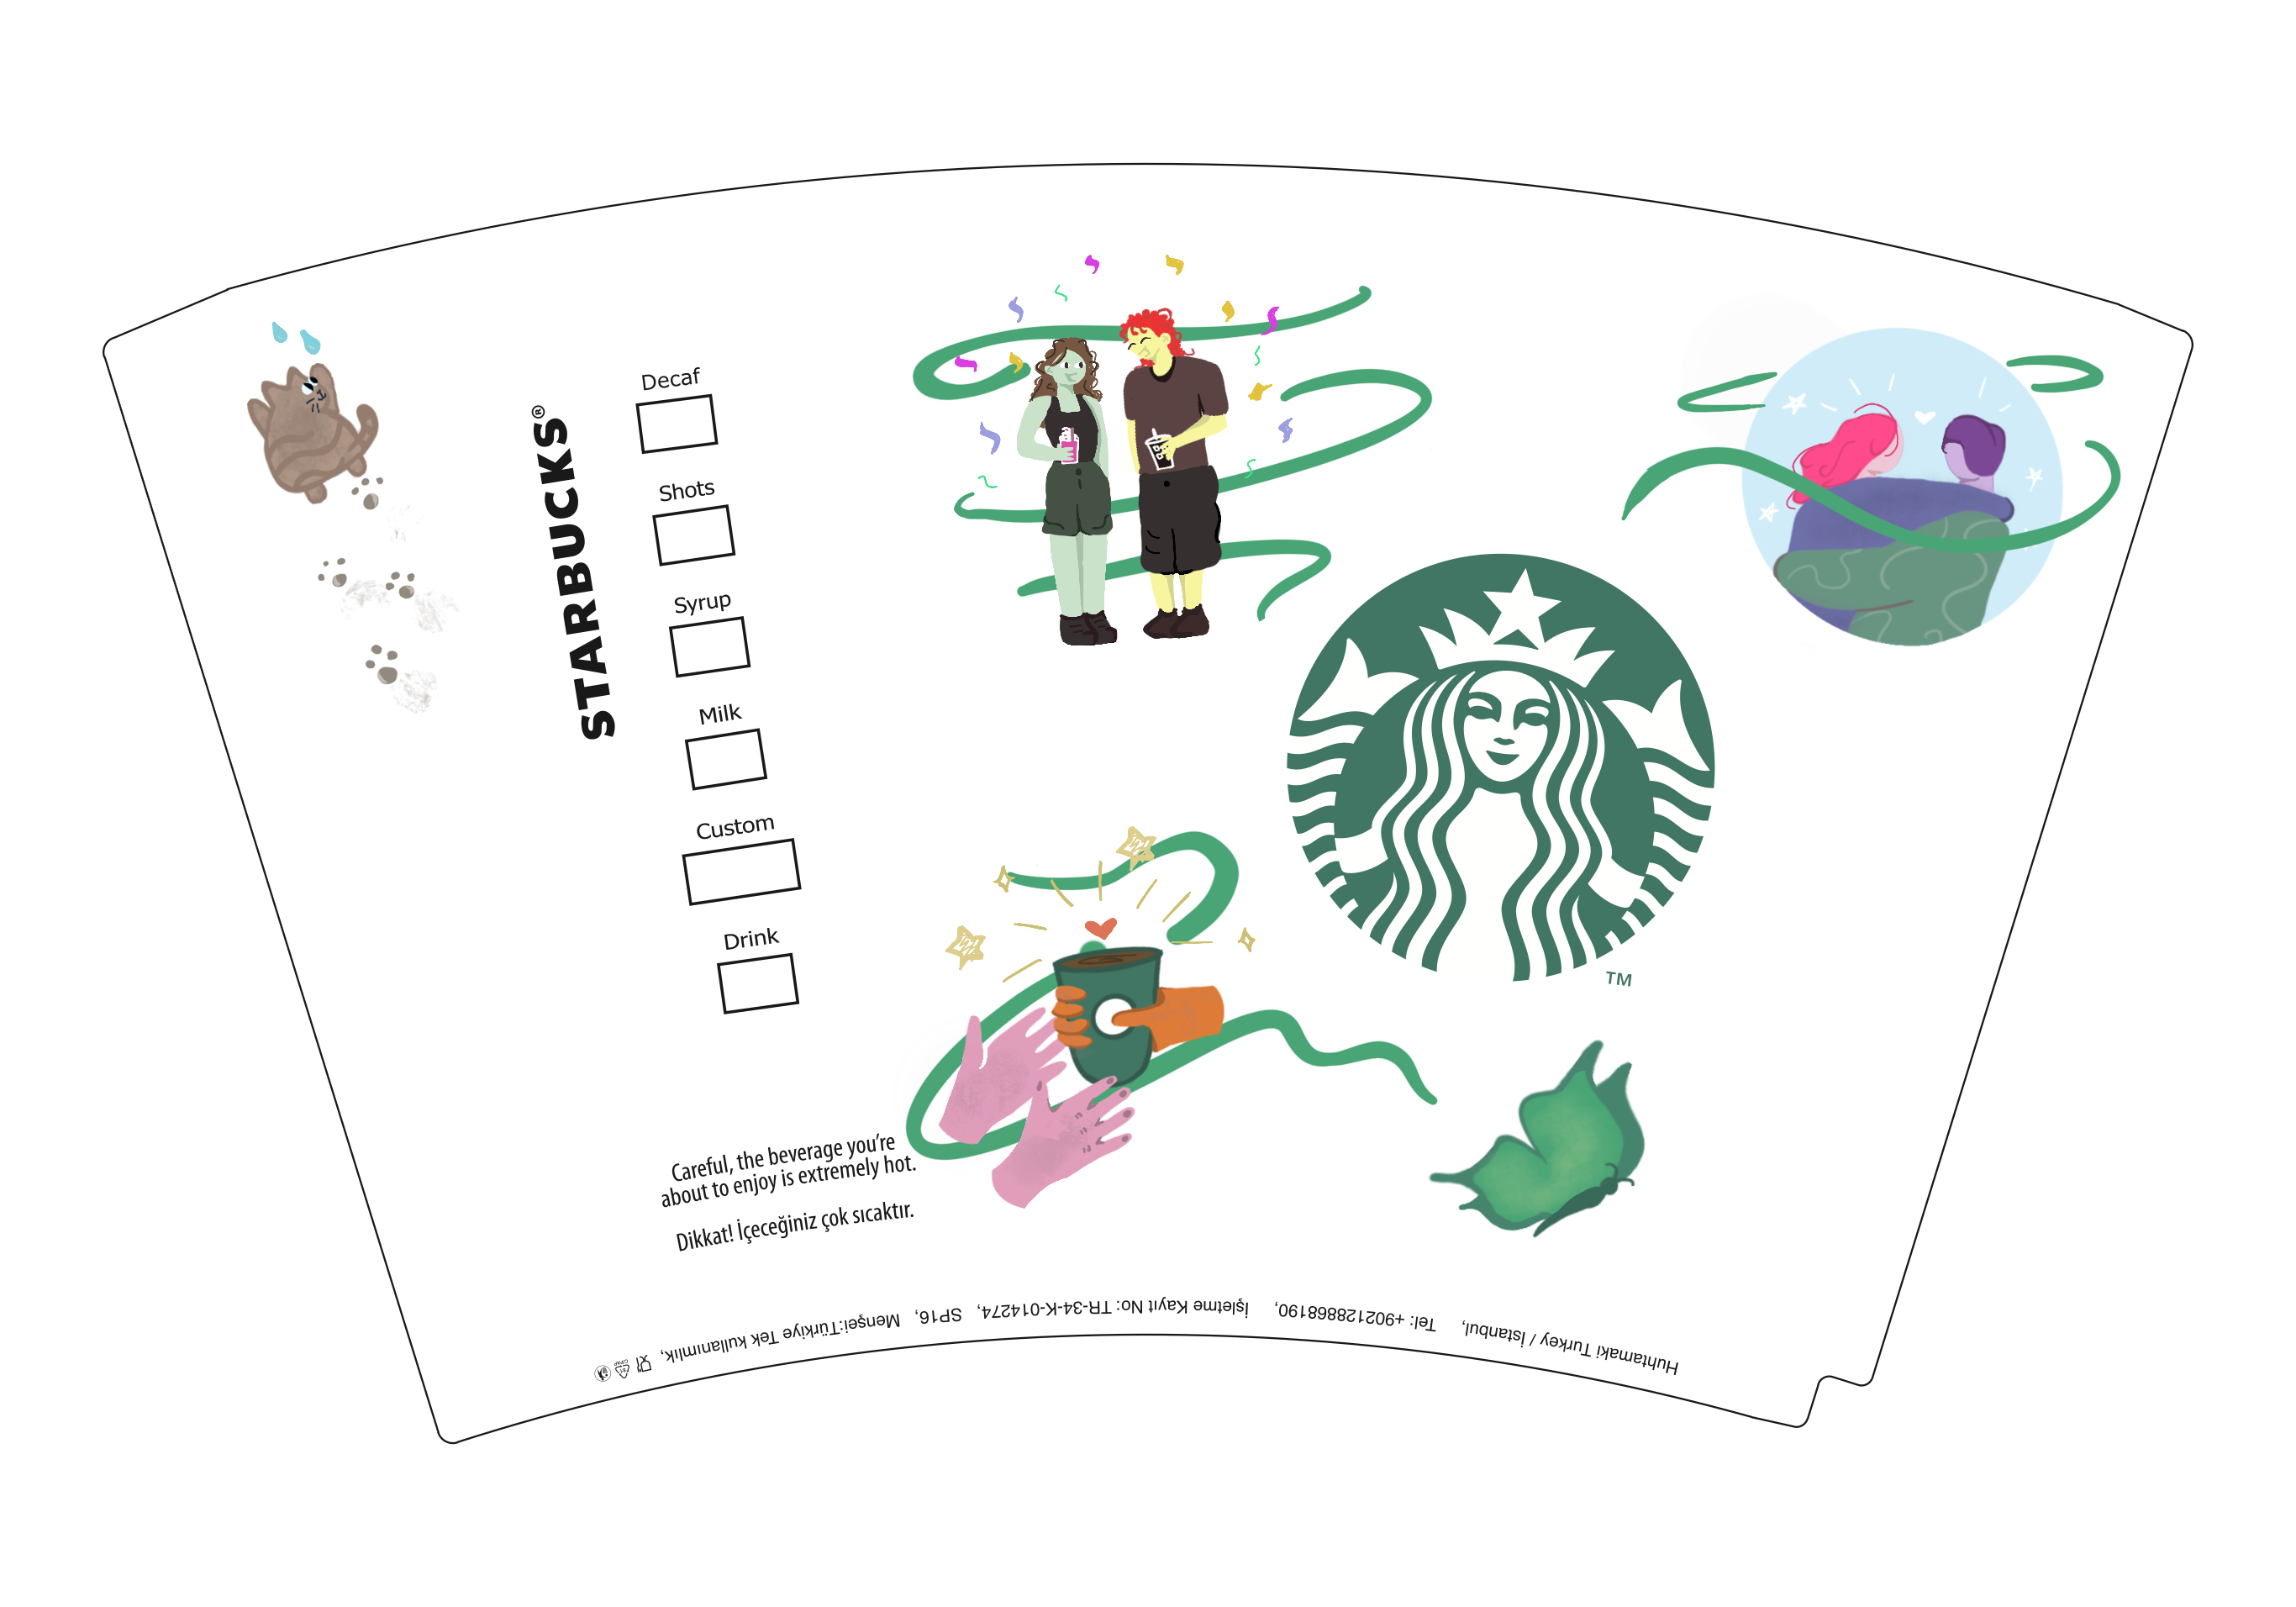 STARBUCKS®
Decaf
Shots
Syrup
Milk
Custom
Drink
TM
Careful, the beverage you're
about to enjoy is extremely hot.
Dikkat! İçeceğiniz çok sıcaktır.
Huhtamaki Turkey / İstanbul, Tel: +902128868190, İşletme Kayıt No: TR-34-K-014274, SP16, Menşei:Türkiye Tek kullanımlık,